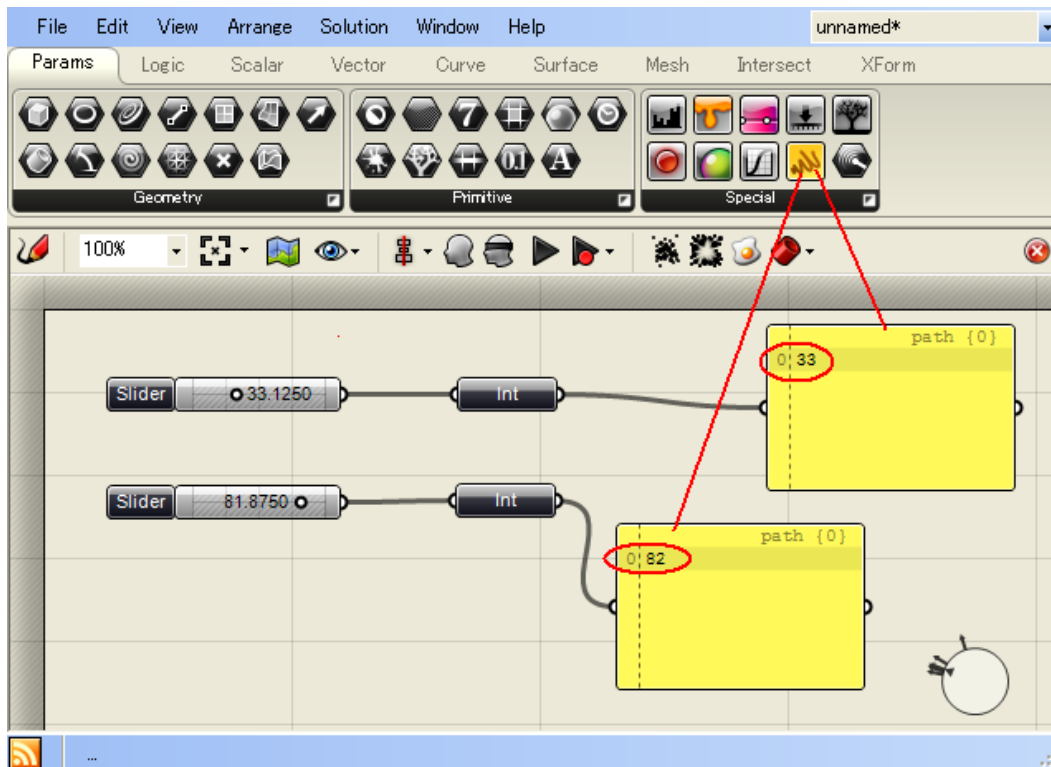 File Edit View Arrange Solution Window Help unnamed*
Params Logic Scalar Vector Curve Surface Mesh Intersect XForm
7
0.1 A
Geometry Primitive Special
100%
path {0}
0 33
Slider 33.1250 Int
Slider 81.8750 Int
path {0}
0 82
...